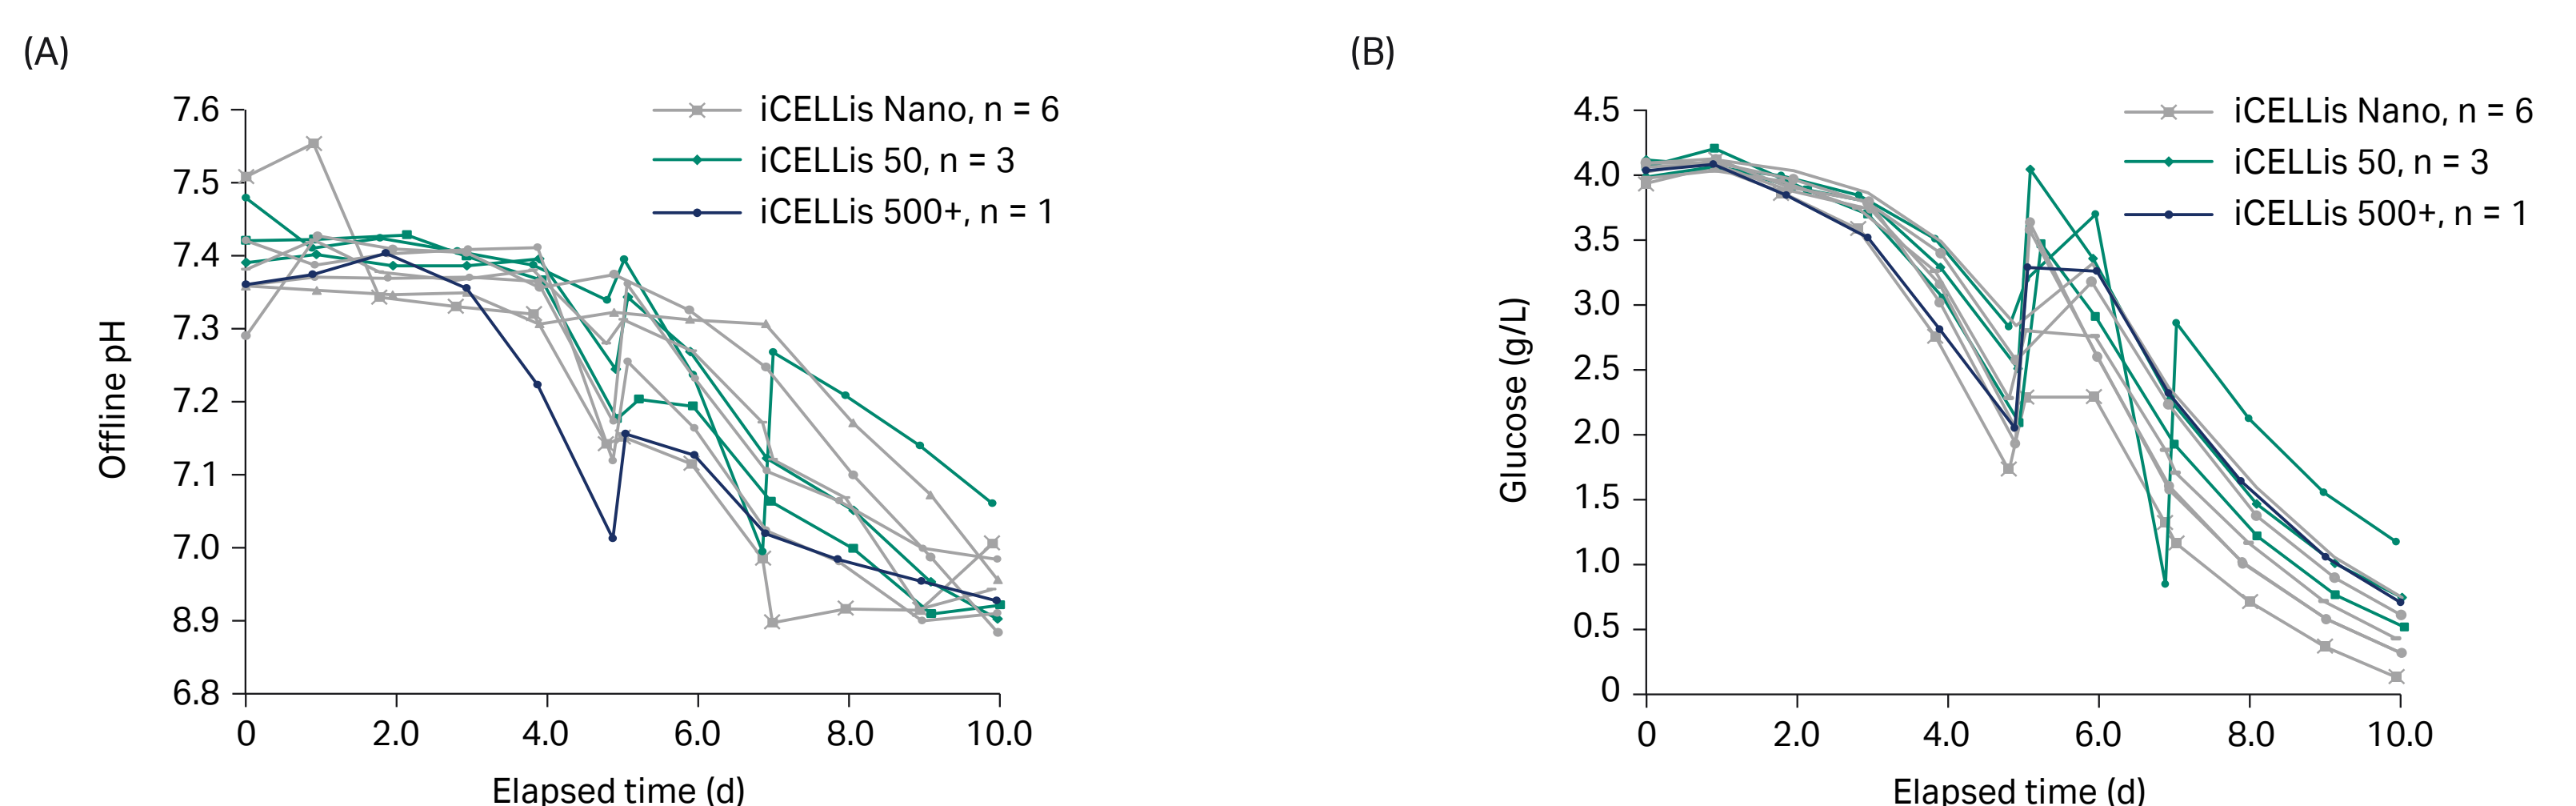 (A)
iCELLis Nano, n = 6
iCELLis 50, n = 3
iCELLis 500+, n = 1
7.6
7.5
7.4
7.3
7.2
7.1
7.0
8.9
6.8
Offline pH
0 2.0 4.0 6.0 8.0 10.0
Elapsed time (d)
(B)
iCELLis Nano, n = 6
iCELLis 50, n = 3
iCELLis 500+, n = 1
4.5
4.0
3.5
3.0
2.5
2.0
1.5
1.0
0.5
0
Glucose (g/L)
0 2.0 4.0 6.0 8.0 10.0
Elapsed time (d)